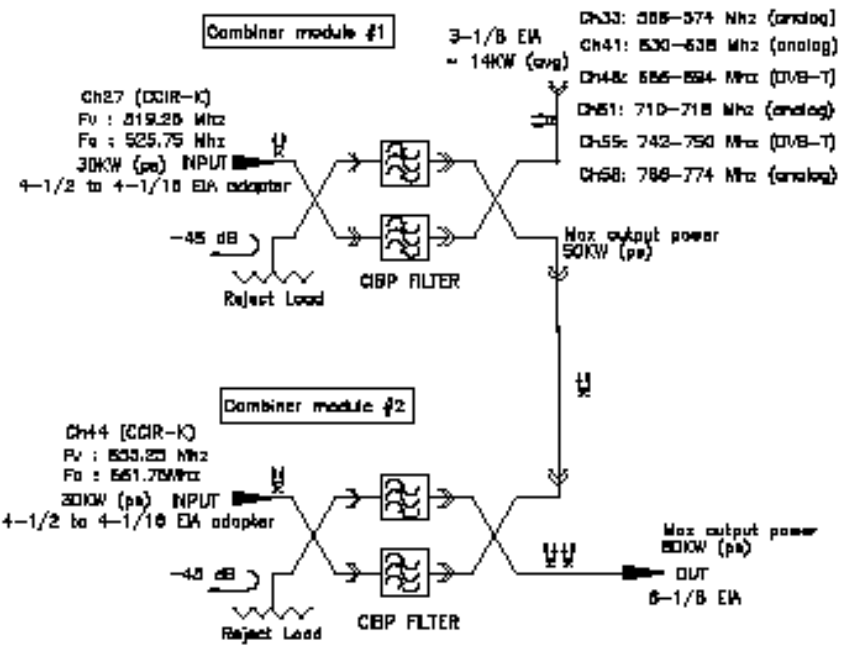 Combiner module #1
3-1/8 EIA
~ 14KW (avg)
Ch33: 566-574 Mhz (analog)
Ch41: 630-638 Mhz (analog)
Ch48: 686-694 Mhz (DVB-T)
Ch51: 710-718 Mhz (analog)
Ch55: 742-750 Mhz (DVB-T)
Ch58: 766-774 Mhz (analog)
Ch27 (CCIR-K)
Fv : 519.25 Mhz
Fa : 525.75 Mhz
30KW (ps) INPUT
4-1/2 to 4-1/16 EIA adapter
-45 dB
Reject Load
CIBP FILTER
Max output power
50KW (ps)
Combiner module #2
Ch44 (CCIR-K)
Fv : 655.25 Mhz
Fa : 661.75Mhz
30KW (ps) INPUT
4-1/2 to 4-1/16 EIA adapter
-45 dB
Reject Load
CIBP FILTER
Max output power
80KW (ps)
OUT
6-1/8 EIA